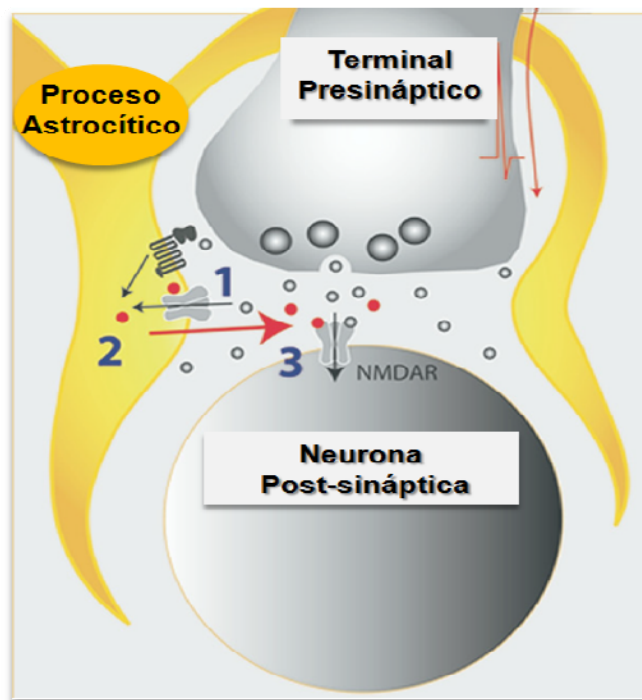 Terminal
Presináptico
Proceso
Astrocítico
1
2
3
NMDAR
Neurona
Post-sináptica